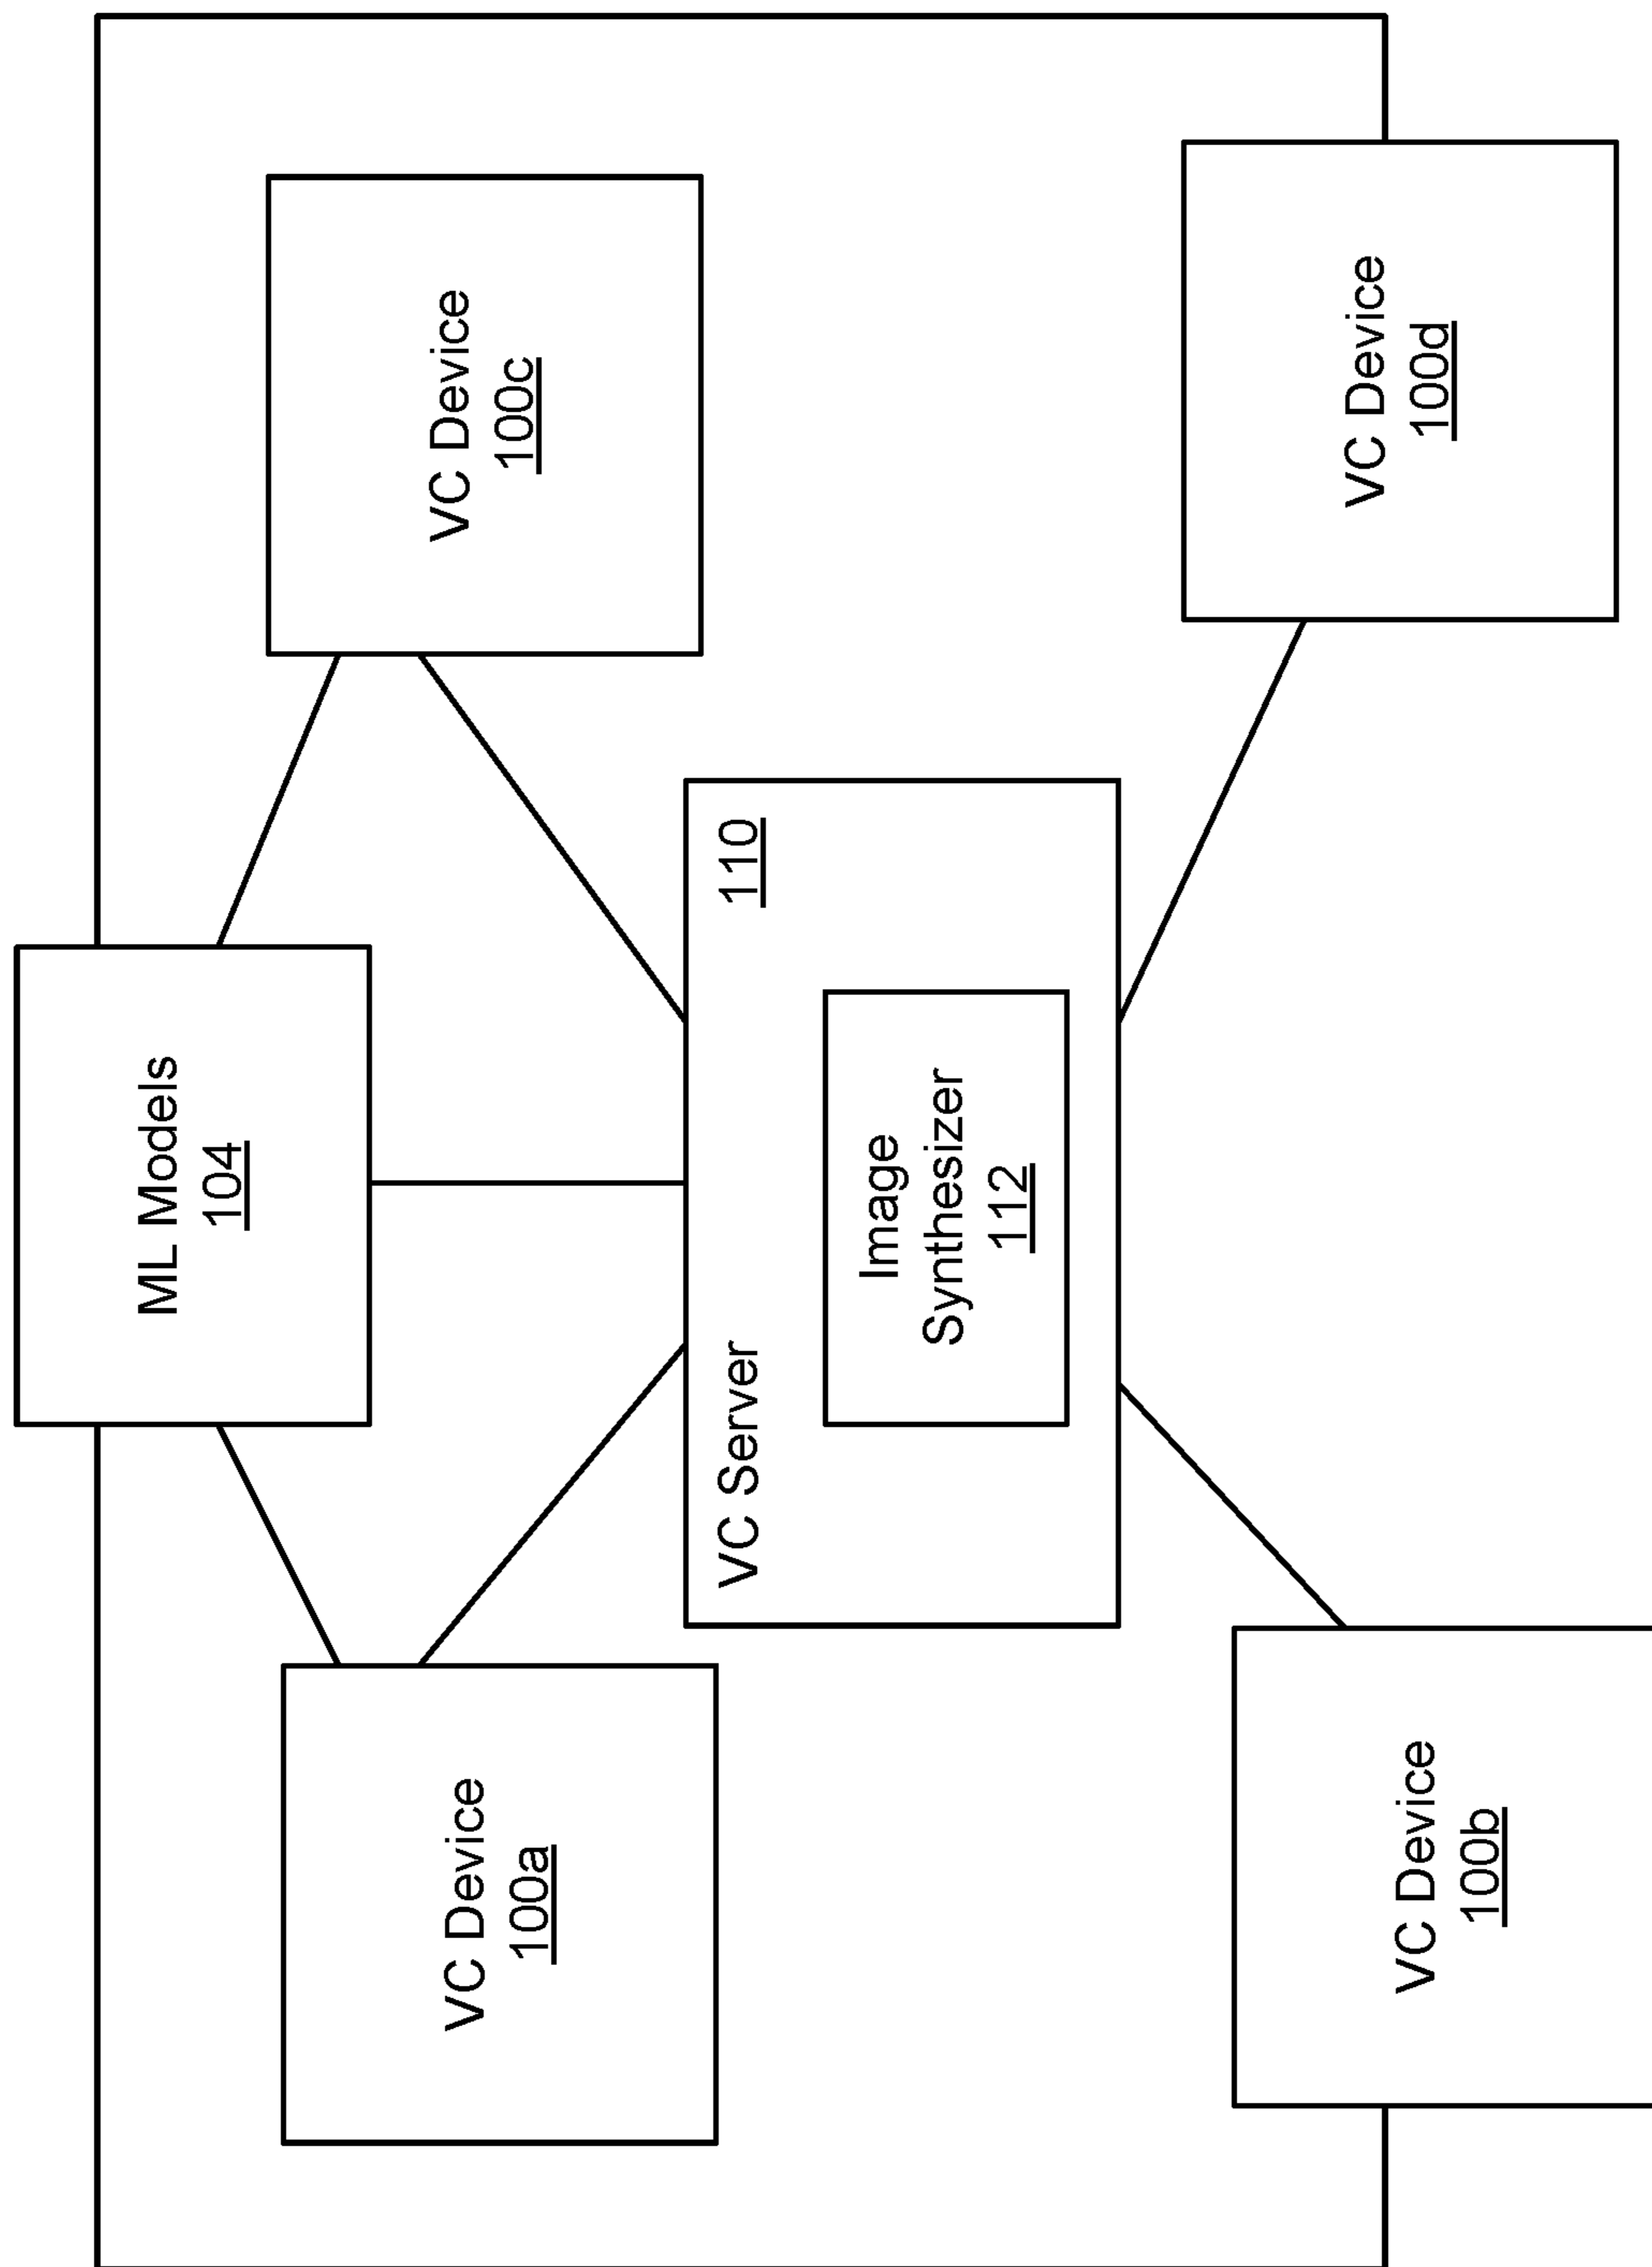 ML Models
104
VC Device
100a
VC Device
100c
VC Server
110
Image
Synthesizer
112
VC Device
100b
VC Device
100d